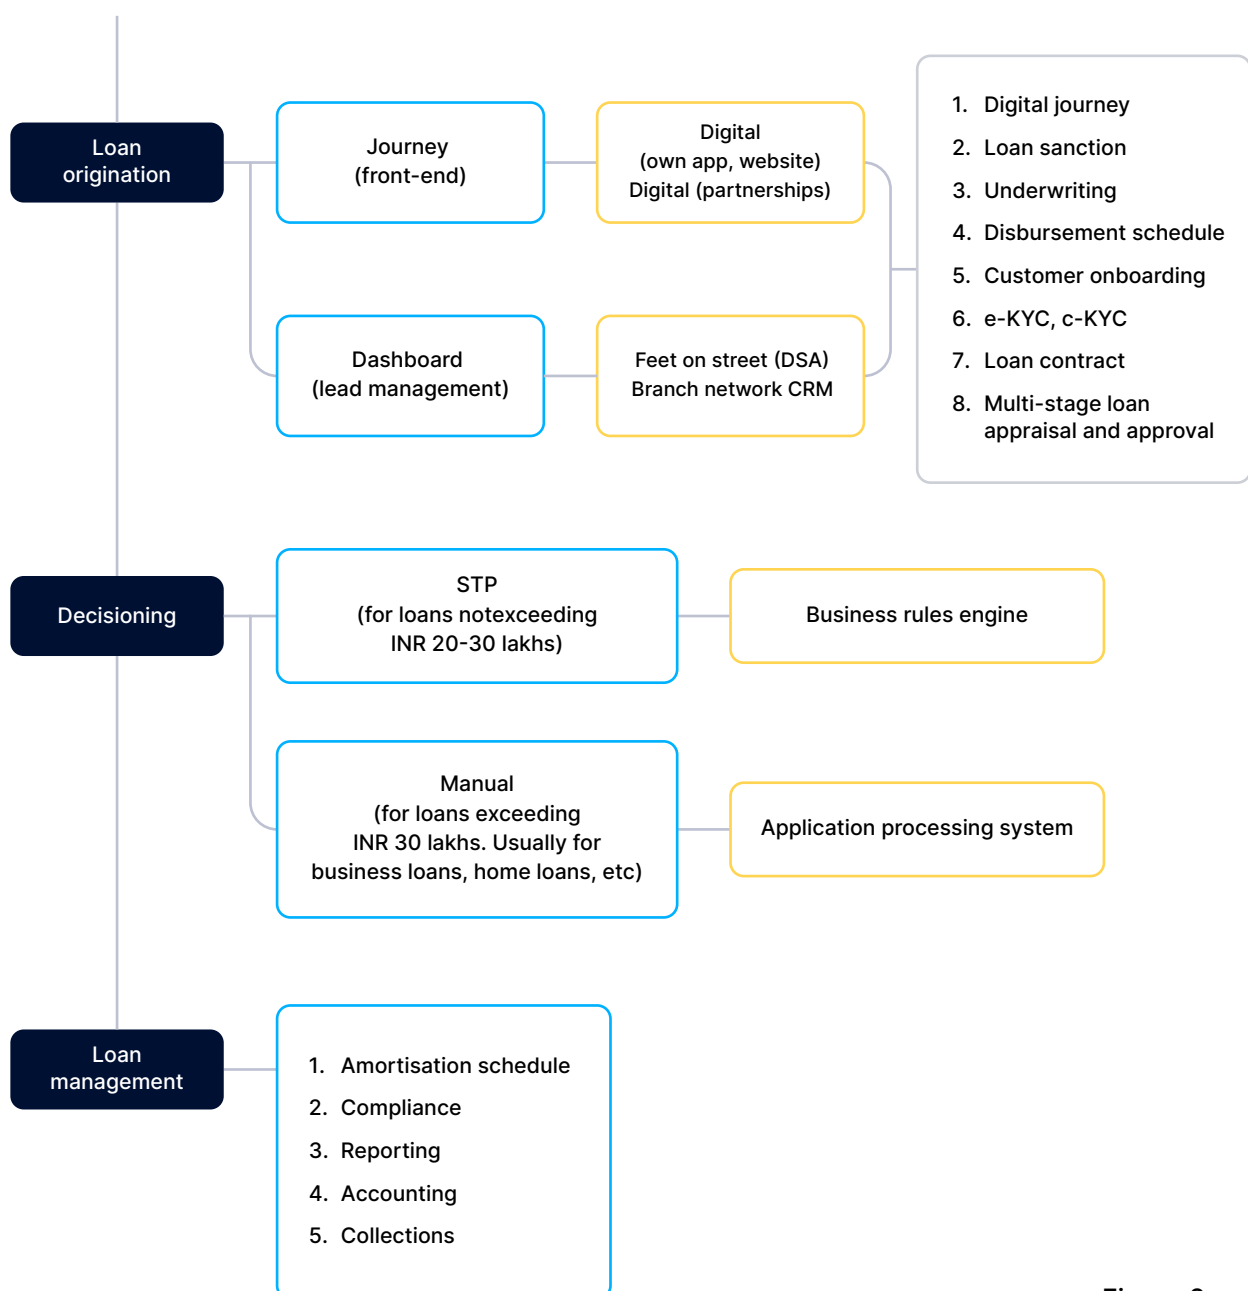 Loan
origination
Journey
(front-end)
Digital
(own app, website)
Digital (partnerships)
Dashboard
(lead management)
Feet on street (DSA)
Branch network CRM
1. Digital journey
2. Loan sanction
3. Underwriting
4. Disbursement schedule
5. Customer onboarding
6. e-KYC, c-KYC
7. Loan contract
8. Multi-stage loan
appraisal and approval
Decisioning
STP
(for loans notexceeding
INR 20-30 lakhs)
Business rules engine
Manual
(for loans exceeding
INR 30 lakhs. Usually for
business loans, home loans, etc)
Application processing system
Loan
management
1. Amortisation schedule
2. Compliance
3. Reporting
4. Accounting
5. Collections